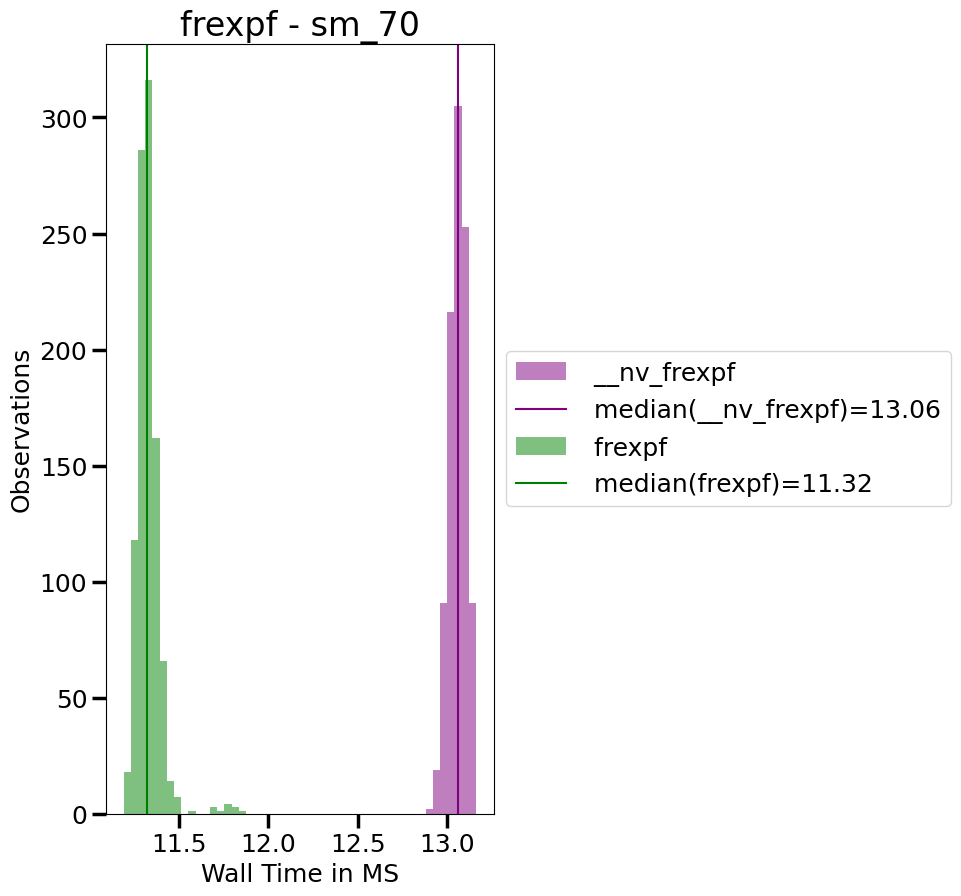 frexpf - sm_70
Observations
300
250
200
150
100
50
0
11.5 12.0 12.5 13.0
Wall Time in MS
__nv_frexpf
median(__nv_frexpf)=13.06
frexpf
median(frexpf)=11.32